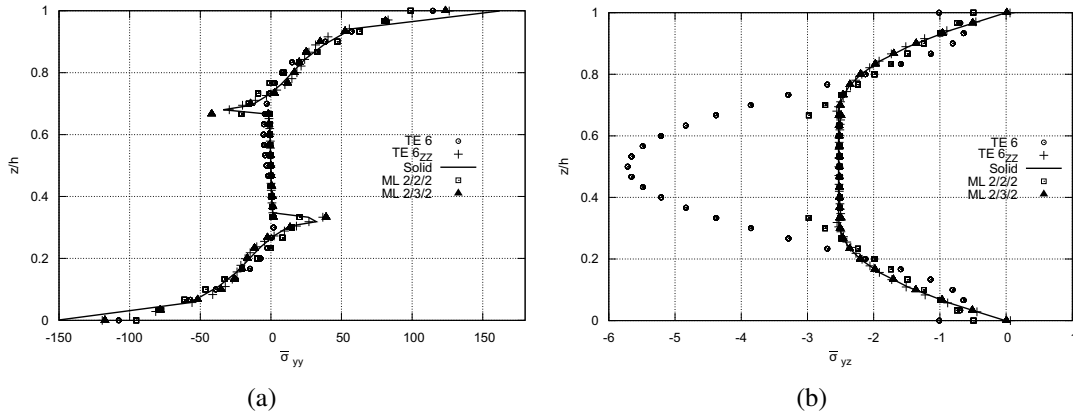 1
0.8
0.6
0.4
0.2
0
z/h
-150 -100 -50 0 50 100 150
σ̅ yy
TE 6
TE 6ZZ
Solid
ML 2/2/2
ML 2/3/2
(a)
1
0.8
0.6
0.4
0.2
0
z/h
-6 -5 -4 -3 -2 -1 0 1
σ̅ yz
TE 6
TE 6ZZ
Solid
ML 2/2/2
ML 2/3/2
(b)